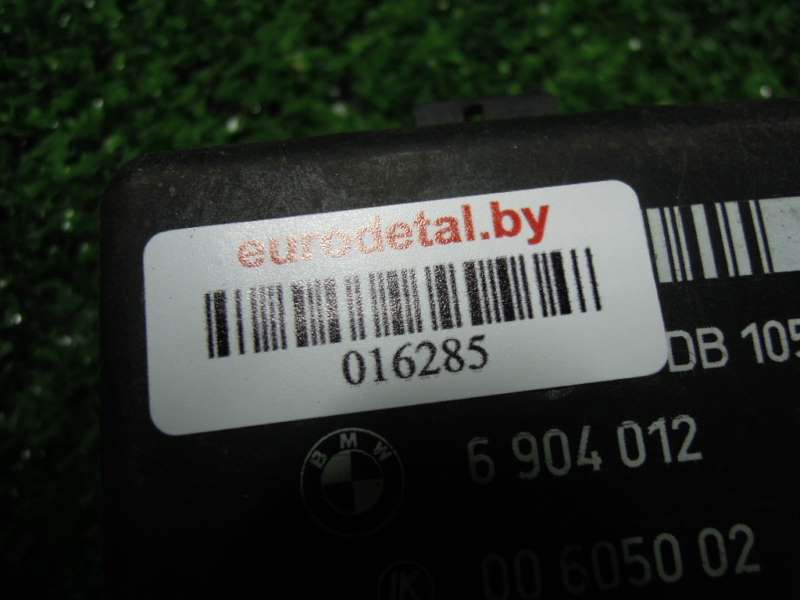 eurodetal.by
016285
DB 105
BMW
6 904 012
K
00 6050 02